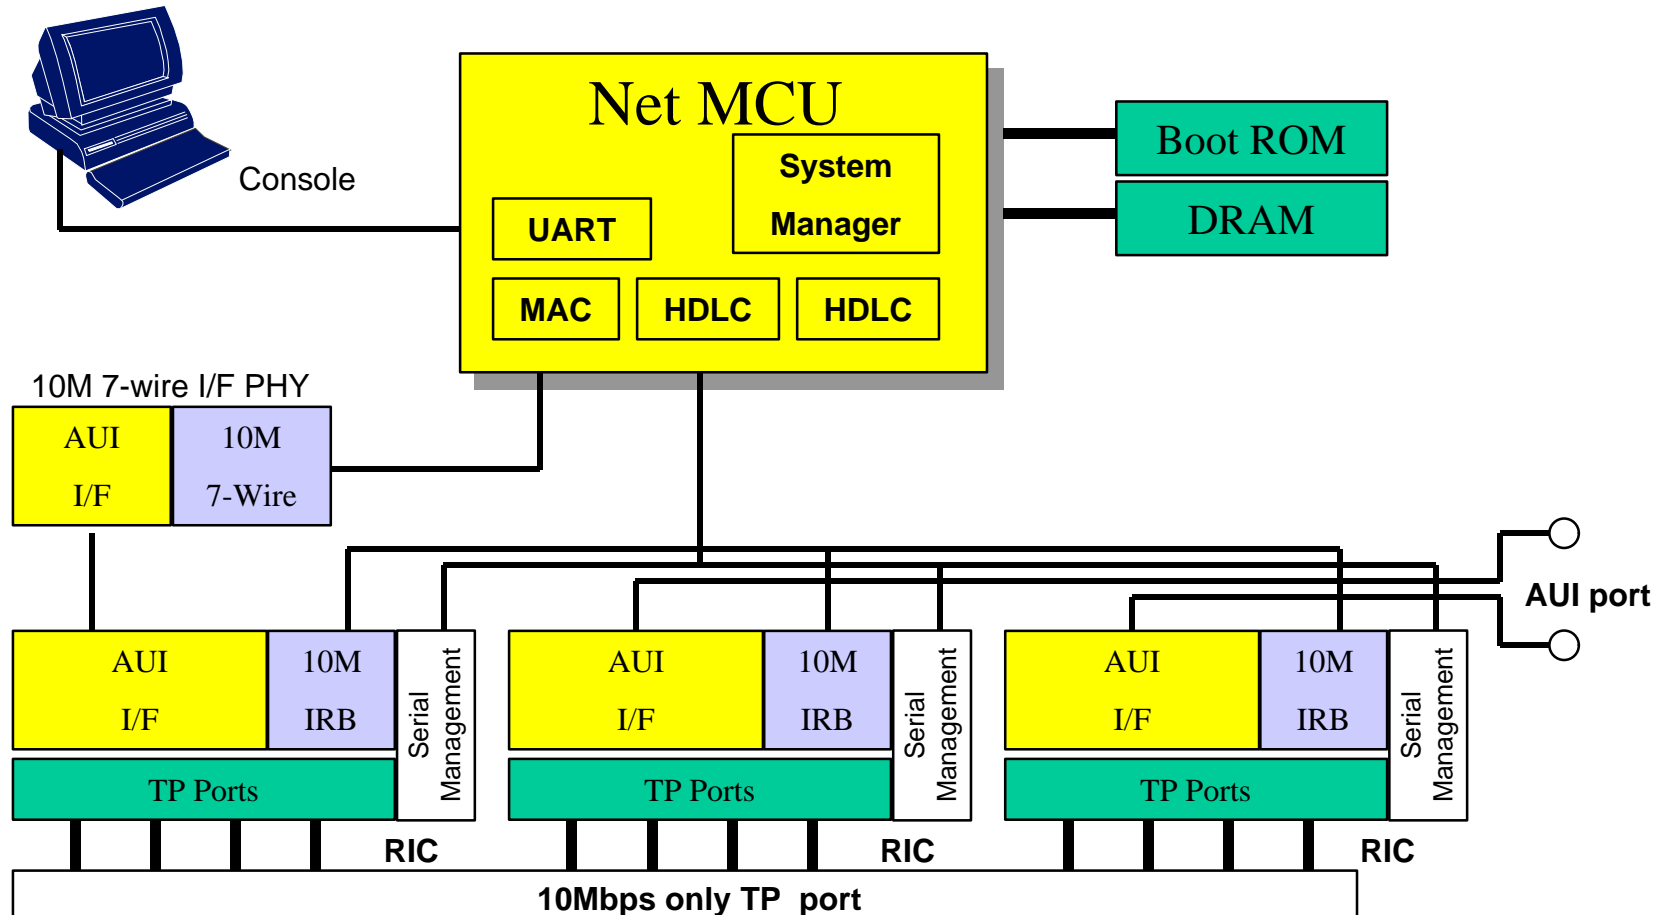 Net MCU
System
Manager
UART
MAC
HDLC
HDLC
Console
Boot ROM
DRAM
10M 7-wire I/F PHY
AUI
I/F
10M
7-Wire
AUI port
AUI
I/F
10M
IRB
Serial
Management
TP Ports
RIC
AUI
I/F
10M
IRB
Serial
Management
TP Ports
RIC
AUI
I/F
10M
IRB
Serial
Management
TP Ports
RIC
10Mbps only TP port